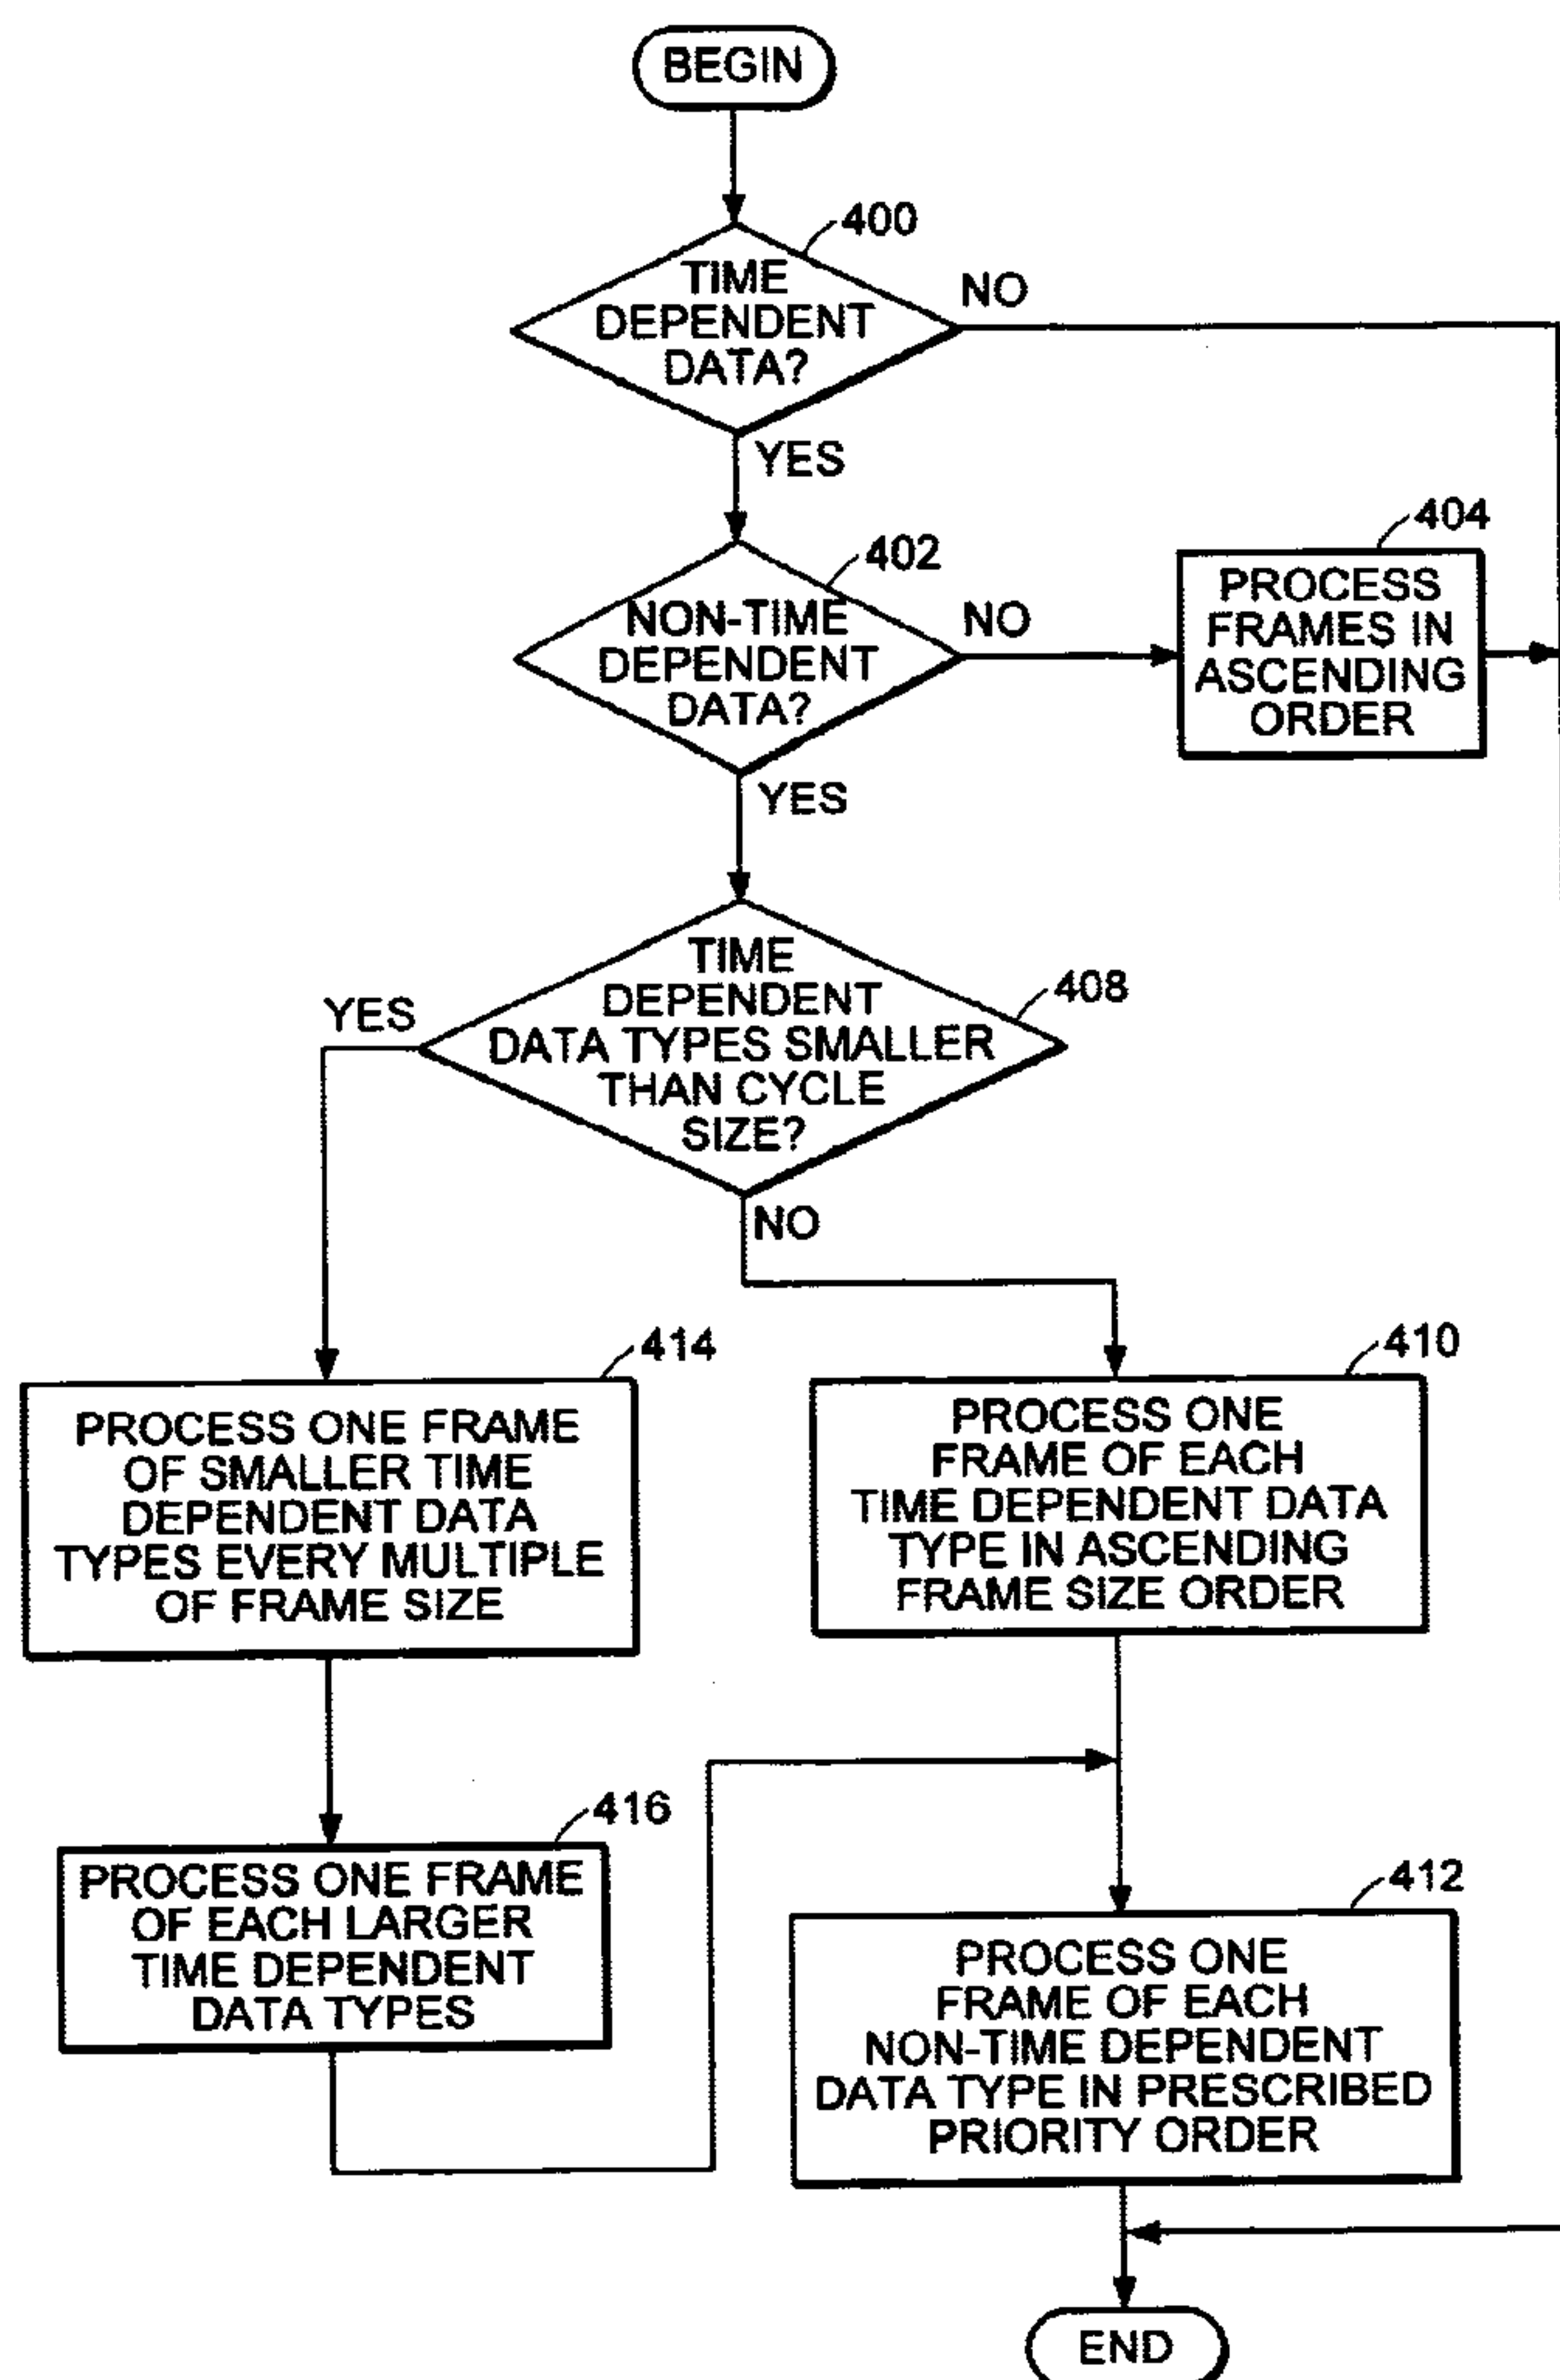 BEGIN
400
TIME
DEPENDENT
DATA?
NO
YES
402
NON-TIME
DEPENDENT
DATA?
NO
404
PROCESS
FRAMES IN
ASCENDING
ORDER
YES
408
TIME
DEPENDENT
DATA TYPES SMALLER
THAN CYCLE
SIZE?
YES
NO
414
PROCESS ONE FRAME
OF SMALLER TIME
DEPENDENT DATA
TYPES EVERY MULTIPLE
OF FRAME SIZE
410
PROCESS ONE
FRAME OF EACH
TIME DEPENDENT DATA
TYPE IN ASCENDING
FRAME SIZE ORDER
416
PROCESS ONE FRAME
OF EACH LARGER
TIME DEPENDENT
DATA TYPES
412
PROCESS ONE
FRAME OF EACH
NON-TIME DEPENDENT
DATA TYPE IN PRESCRIBED
PRIORITY ORDER
END